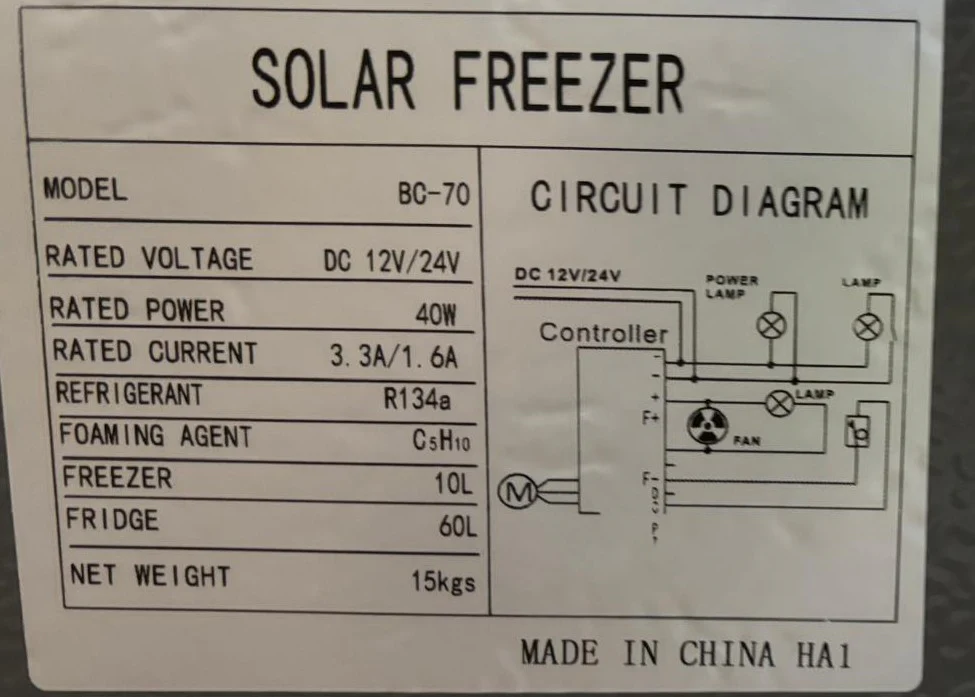 SOLAR FREEZER
MODEL BC-70
RATED VOLTAGE DC 12V/24V
RATED POWER 40W
RATED CURRENT 3.3A/1.6A
REFRIGERANT R134a
FOAMING AGENT C₅H₁₀
FREEZER 10L
FRIDGE 60L
NET WEIGHT 15kgs
CIRCUIT DIAGRAM
DC 12V/24V
POWER LAMP
LAMP
Controller
M
+
F+
LAMP
FAN
F-
MADE IN CHINA HA1